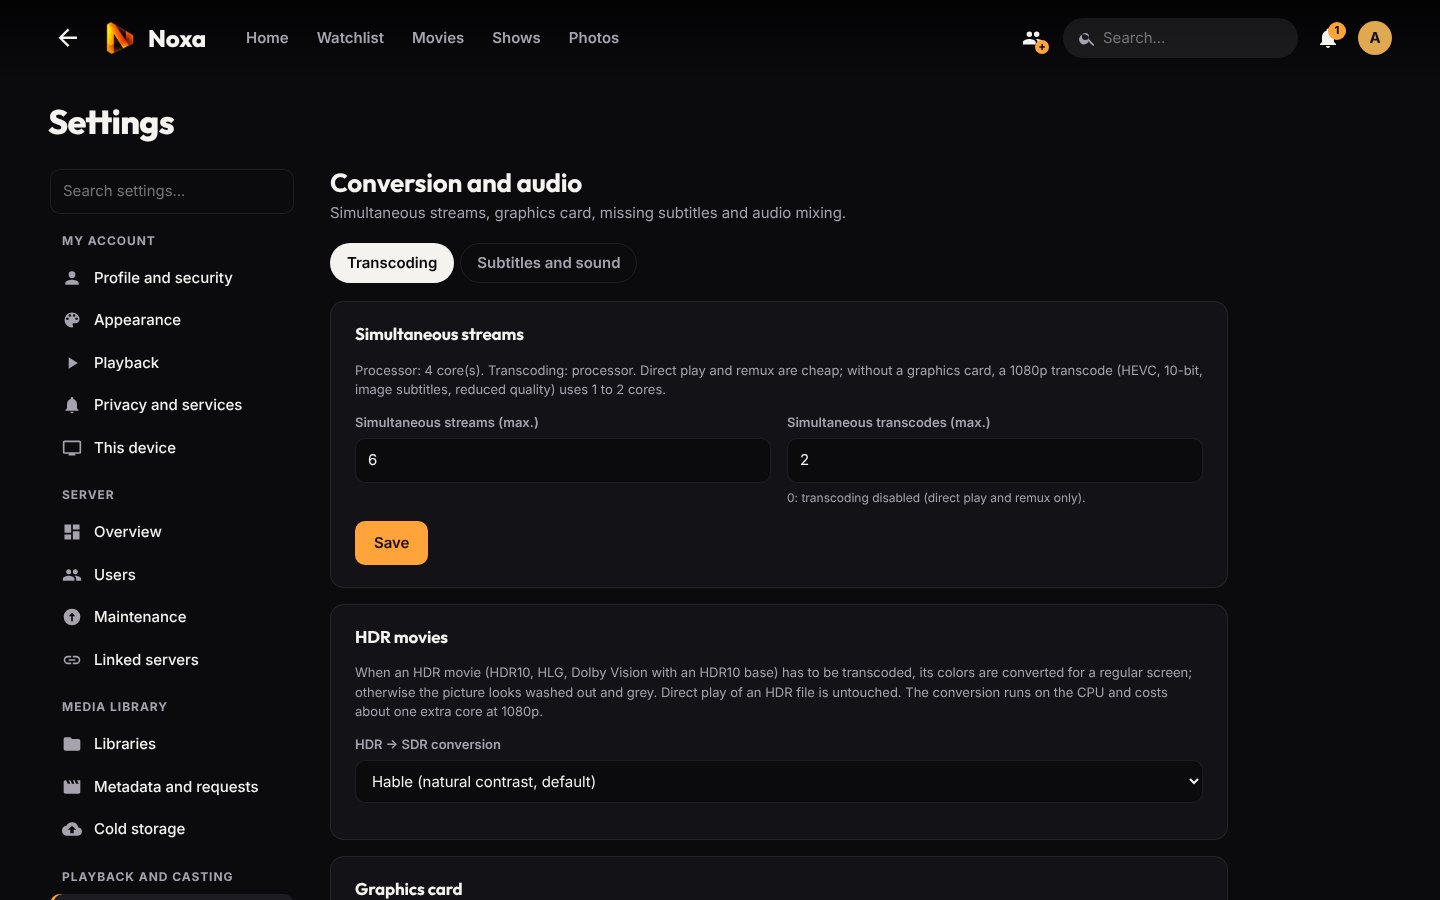 Noxa
Home
Watchlist
Movies
Shows
Photos
Search...
1
A
Settings
Search settings...
MY ACCOUNT
Profile and security
Appearance
Playback
Privacy and services
This device
SERVER
Overview
Users
Maintenance
Linked servers
MEDIA LIBRARY
Libraries
Metadata and requests
Cold storage
PLAYBACK AND CASTING
Conversion and audio
Simultaneous streams, graphics card, missing subtitles and audio mixing.
Transcoding
Subtitles and sound
Simultaneous streams
Processor: 4 core(s). Transcoding: processor. Direct play and remux are cheap; without a graphics card, a 1080p transcode (HEVC, 10-bit,
image subtitles, reduced quality) uses 1 to 2 cores.
Simultaneous streams (max.)
6
Simultaneous transcodes (max.)
2
0: transcoding disabled (direct play and remux only).
Save
HDR movies
When an HDR movie (HDR10, HLG, Dolby Vision with an HDR10 base) has to be transcoded, its colors are converted for a regular screen;
otherwise the picture looks washed out and grey. Direct play of an HDR file is untouched. The conversion runs on the CPU and costs
about one extra core at 1080p.
HDR → SDR conversion
Hable (natural contrast, default)
Graphics card